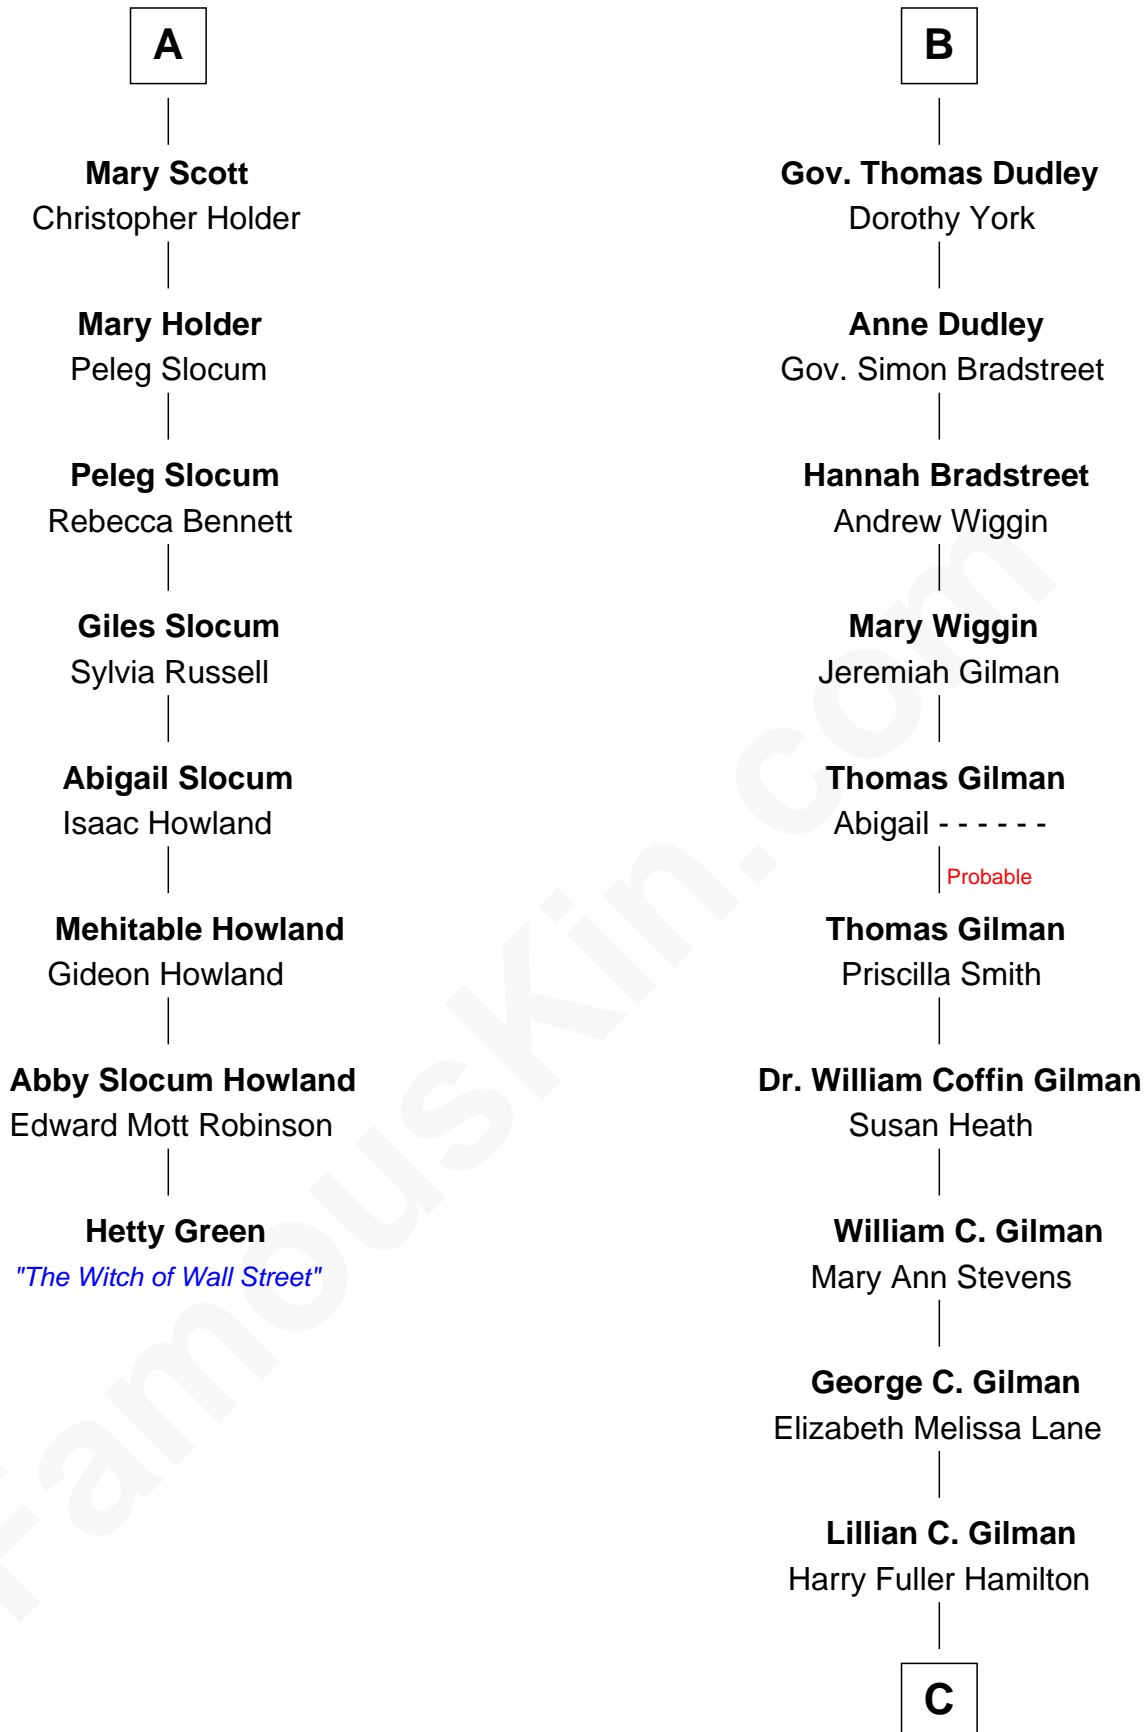 A
Mary Scott
Christopher Holder
Mary Holder
Peleg Slocum
Peleg Slocum
Rebecca Bennett
Giles Slocum
Sylvia Russell
Abigail Slocum
Isaac Howland
Mehitable Howland
Gideon Howland
Abby Slocum Howland
Edward Mott Robinson
Hetty Green
"The Witch of Wall Street"
B
Gov. Thomas Dudley
Dorothy York
Anne Dudley
Gov. Simon Bradstreet
Hannah Bradstreet
Andrew Wiggin
Mary Wiggin
Jeremiah Gilman
Thomas Gilman
Abigail - - - - - -
Probable
Thomas Gilman
Priscilla Smith
Dr. William Coffin Gilman
Susan Heath
William C. Gilman
Mary Ann Stevens
George C. Gilman
Elizabeth Melissa Lane
Lillian C. Gilman
Harry Fuller Hamilton
C
FamousKin.com